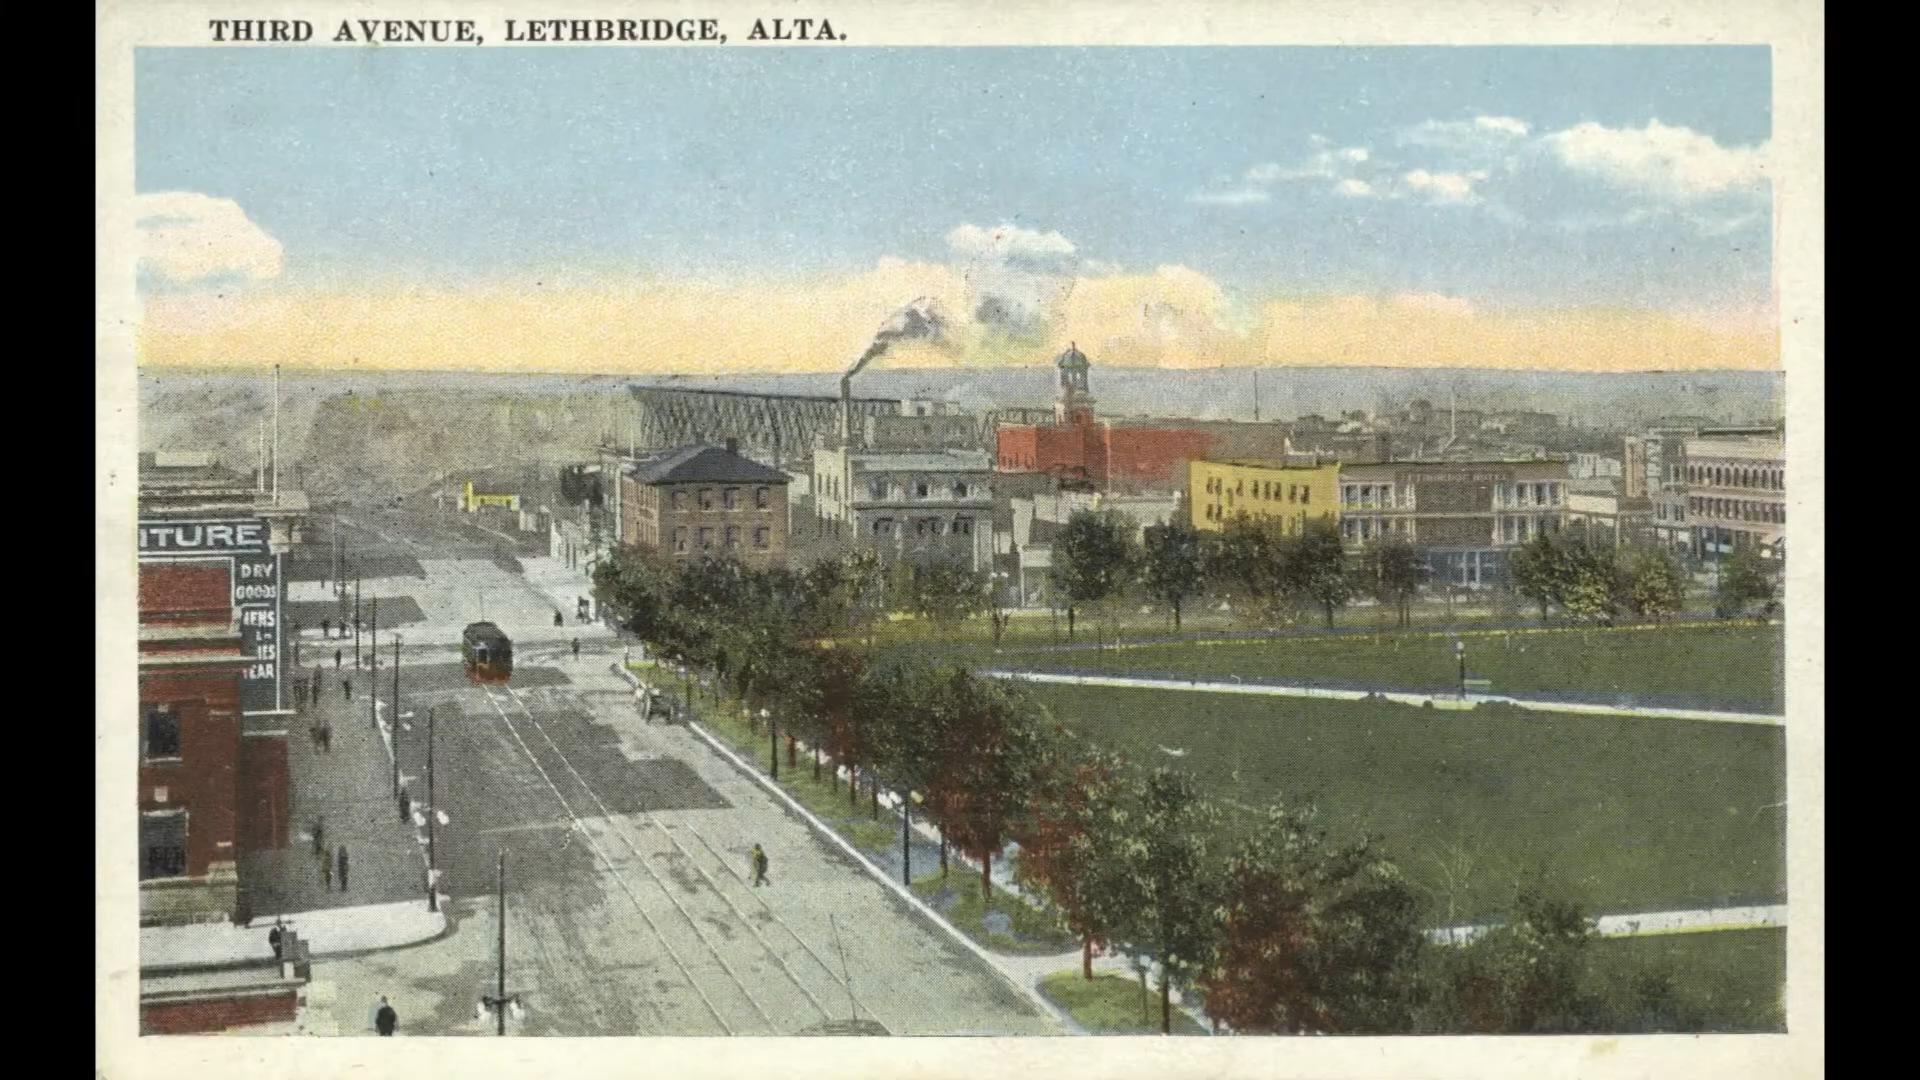 THIRD AVENUE, LETHBRIDGE, ALTA.
ITURE
DRY
GOODS